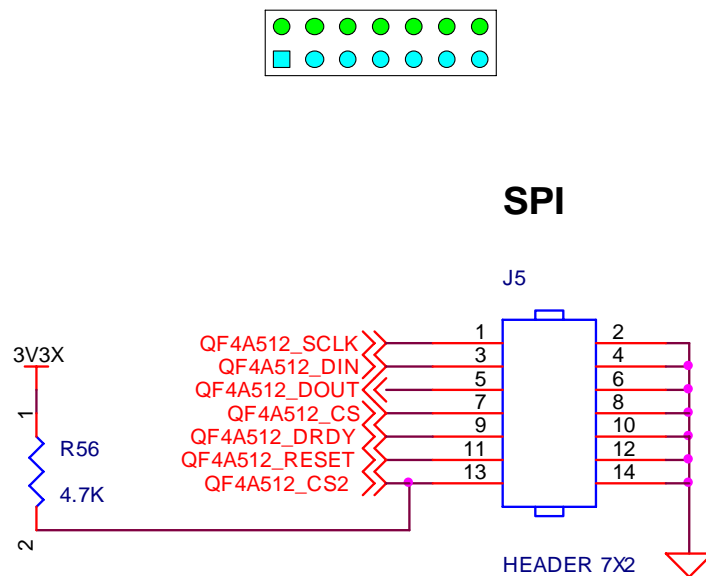 SPI
J5
QF4A512_SCLK 1 2
3V3X QF4A512_DIN 3 4
QF4A512_DOUT 5 6
1 QF4A512_CS 7 8
QF4A512_DRDY 9 10
R56 QF4A512_RESET 11 12
4.7K QF4A512_CS2 13 14
2
HEADER 7X2